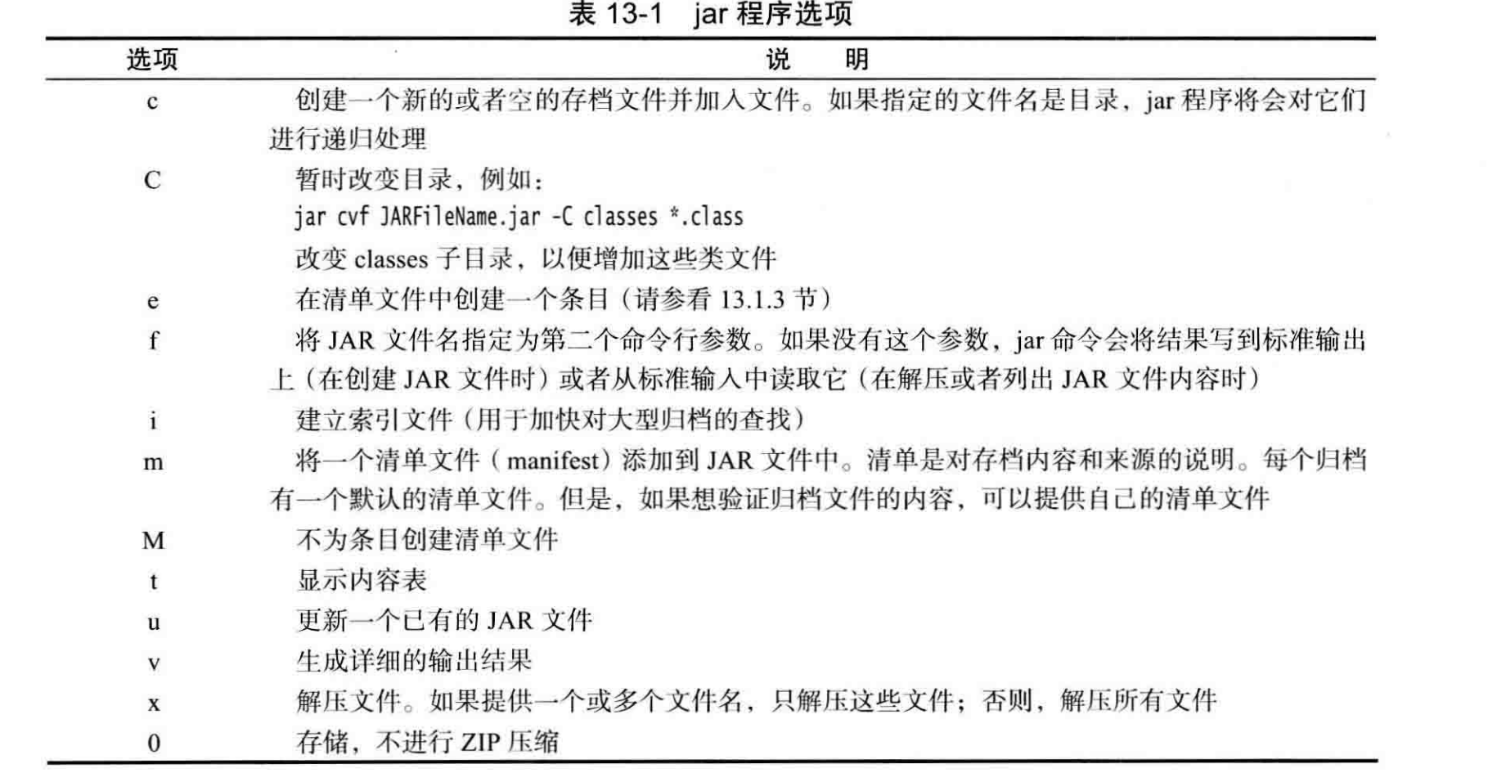 表 13-1 jar 程序选项
选项 说 明
c 创建一个新的或者空的存档文件并加入文件。如果指定的文件名是目录，jar 程序将会对它们
进行递归处理
C 暂时改变目录，例如：
jar cvf JARFileName.jar -C classes *.class
改变 classes 子目录，以便增加这些类文件
e 在清单文件中创建一个条目（请参看 13.1.3 节）
f 将 JAR 文件名指定为第二个命令行参数。如果没有这个参数，jar 命令会将结果写到标准输出
上（在创建 JAR 文件时）或者从标准输入中读取它（在解压或者列出 JAR 文件内容时）
i 建立索引文件（用于加快对大型归档的查找）
m 将一个清单文件（manifest）添加到 JAR 文件中。清单是对存档内容和来源的说明。每个归档
有一个默认的清单文件。但是，如果想验证归档文件的内容，可以提供自己的清单文件
M 不为条目创建清单文件
t 显示内容表
u 更新一个已有的 JAR 文件
v 生成详细的输出结果
x 解压文件。如果提供一个或多个文件名，只解压这些文件；否则，解压所有文件
0 存储，不进行 ZIP 压缩